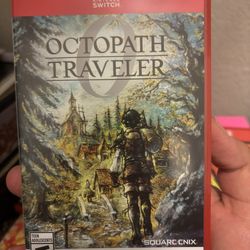 SWITCH
OCTOPATH
TRAVELER
0
TEEN
SQUARE ENIX